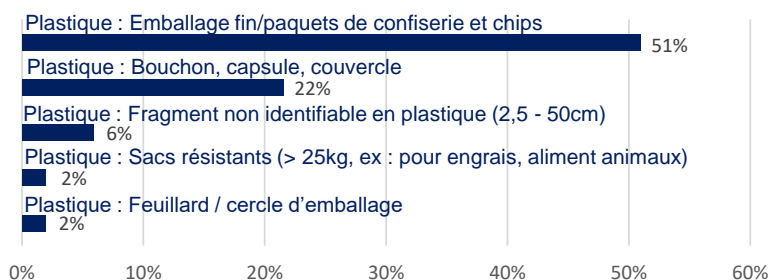 Plastique : Emballage fin/paquets de confiserie et chips
51%
Plastique : Bouchon, capsule, couvercle
22%
Plastique : Fragment non identifiable en plastique (2,5 - 50cm)
6%
Plastique : Sacs résistants (> 25kg, ex : pour engrais, aliment animaux)
2%
Plastique : Feuillard / cercle d’emballage
2%
0% 10% 20% 30% 40% 50% 60%